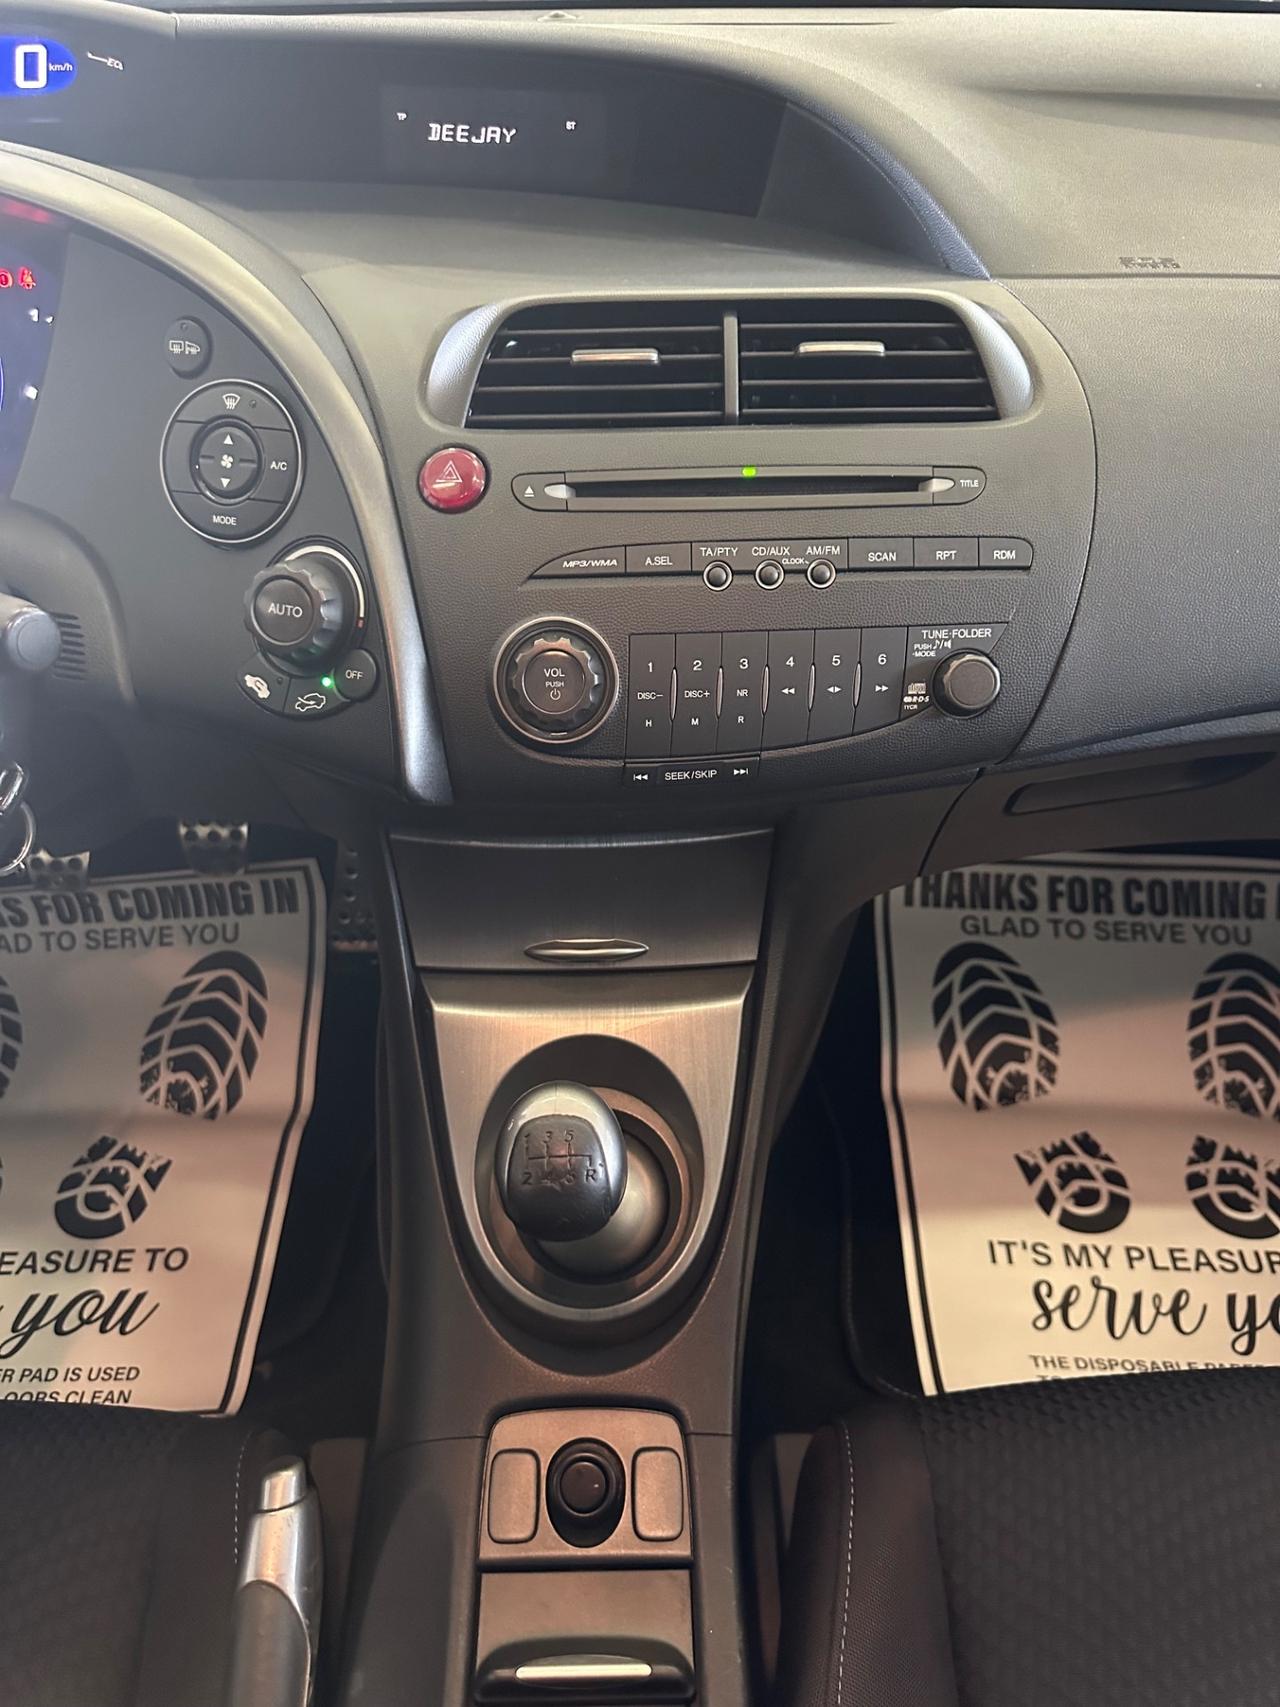 0 km/h
TP DEEJAY ST
A/C
MODE
TITLE
MP3/WMA A.SEL TA/PTY CD/AUX AM/FM SCAN RPT RDM
CLOCK
AUTO
OFF
VOL
PUSH
1 2 3 4 5 6
DISC− DISC+ NR
H M R
TUNE·FOLDER
PUSH
·MODE
R·D·S
SEEK/SKIP
S FOR COMING IN
AD TO SERVE YOU
EASURE TO
you
R PAD IS USED
OORS CLEAN
THANKS FOR COMING
GLAD TO SERVE YOU
IT'S MY PLEASUR
serve yo
THE DISPOSABLE PAPER
1 3 5
2 4 6 R